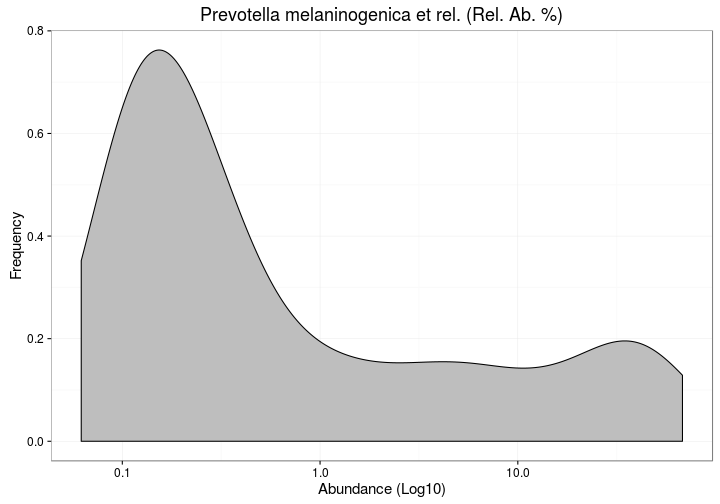 Prevotella melaninogenica et rel. (Rel. Ab. %)
0.8
0.6
0.4
0.2
0.0
Frequency
0.1 1.0 10.0
Abundance (Log10)